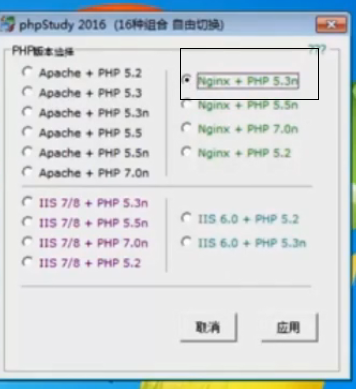 phpStudy 2016 (16种组合 自由切换)
PHP版本选择
???
Apache + PHP 5.2
Apache + PHP 5.3
Apache + PHP 5.3n
Apache + PHP 5.5
Apache + PHP 5.5n
Apache + PHP 7.0n
Nginx + PHP 5.3n
Nginx + PHP 5.5n
Nginx + PHP 7.0n
Nginx + PHP 5.2
IIS 7/8 + PHP 5.3n
IIS 7/8 + PHP 5.5n
IIS 7/8 + PHP 7.0n
IIS 7/8 + PHP 5.2
IIS 6.0 + PHP 5.2
IIS 6.0 + PHP 5.3n
取消
应用